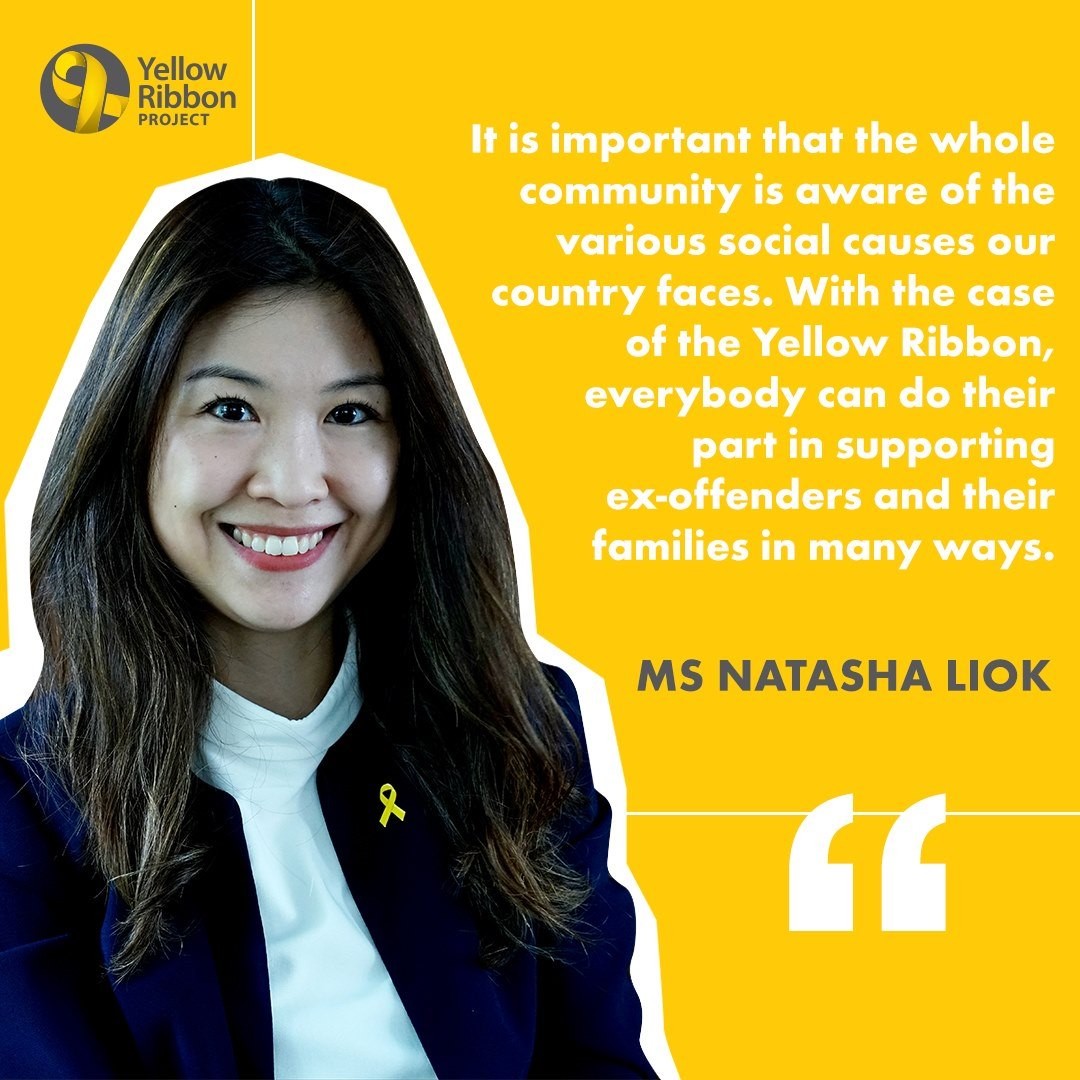 Yellow
Ribbon
PROJECT
It is important that the whole
community is aware of the
various social causes our
country faces. With the case
of the Yellow Ribbon,
everybody can do their
part in supporting
ex-offenders and their
families in many ways.
MS NATASHA LIOK
“